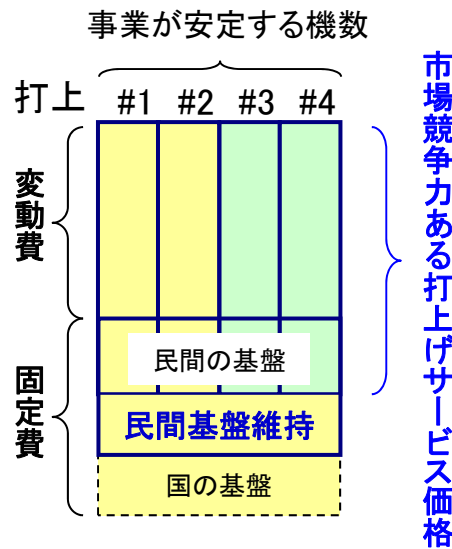 事業が安定する機数
打上 #1 #2 #3 #4
変動費
固定費
民間の基盤
民間基盤維持
国の基盤
市場競争力ある打上げサービス価格